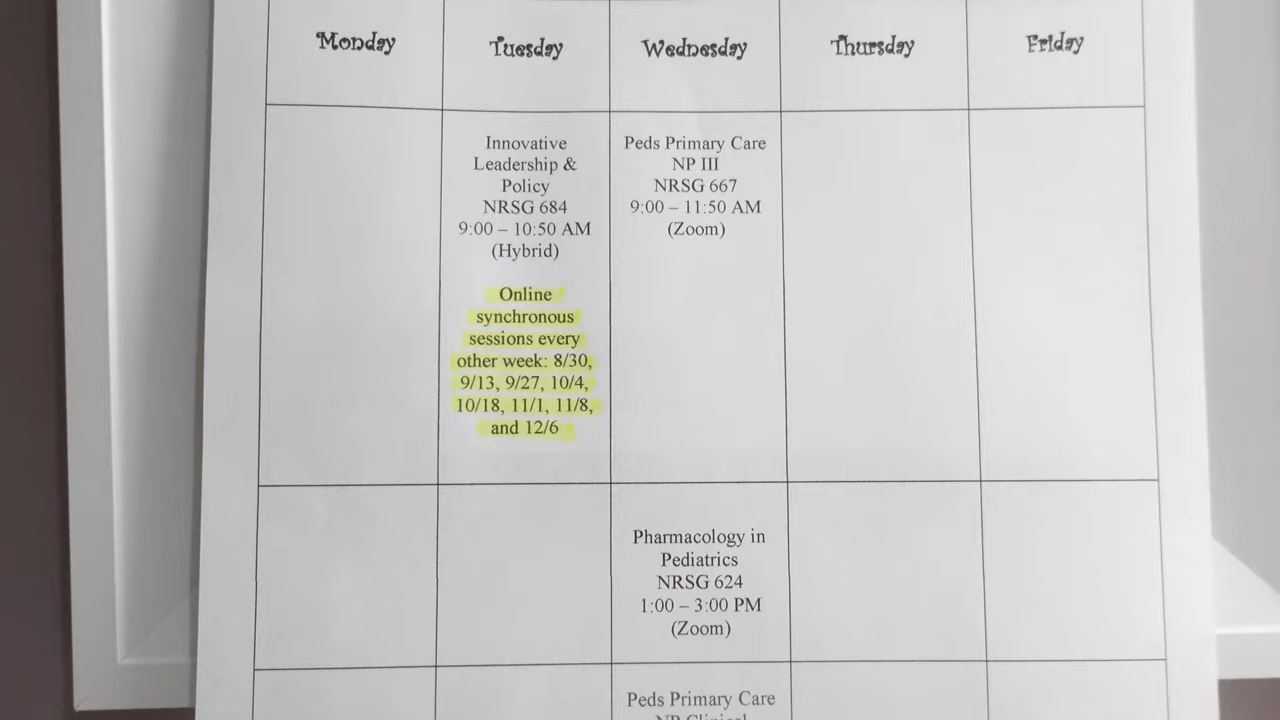 Monday
Tuesday
Wednesday
Thursday
Friday
Innovative
Leadership &
Policy
NRSG 684
9:00 – 10:50 AM
(Hybrid)
Online
synchronous
sessions every
other week: 8/30,
9/13, 9/27, 10/4,
10/18, 11/1, 11/8,
and 12/6
Peds Primary Care
NP III
NRSG 667
9:00 – 11:50 AM
(Zoom)
Pharmacology in
Pediatrics
NRSG 624
1:00 – 3:00 PM
(Zoom)
Peds Primary Care
NP Clinical